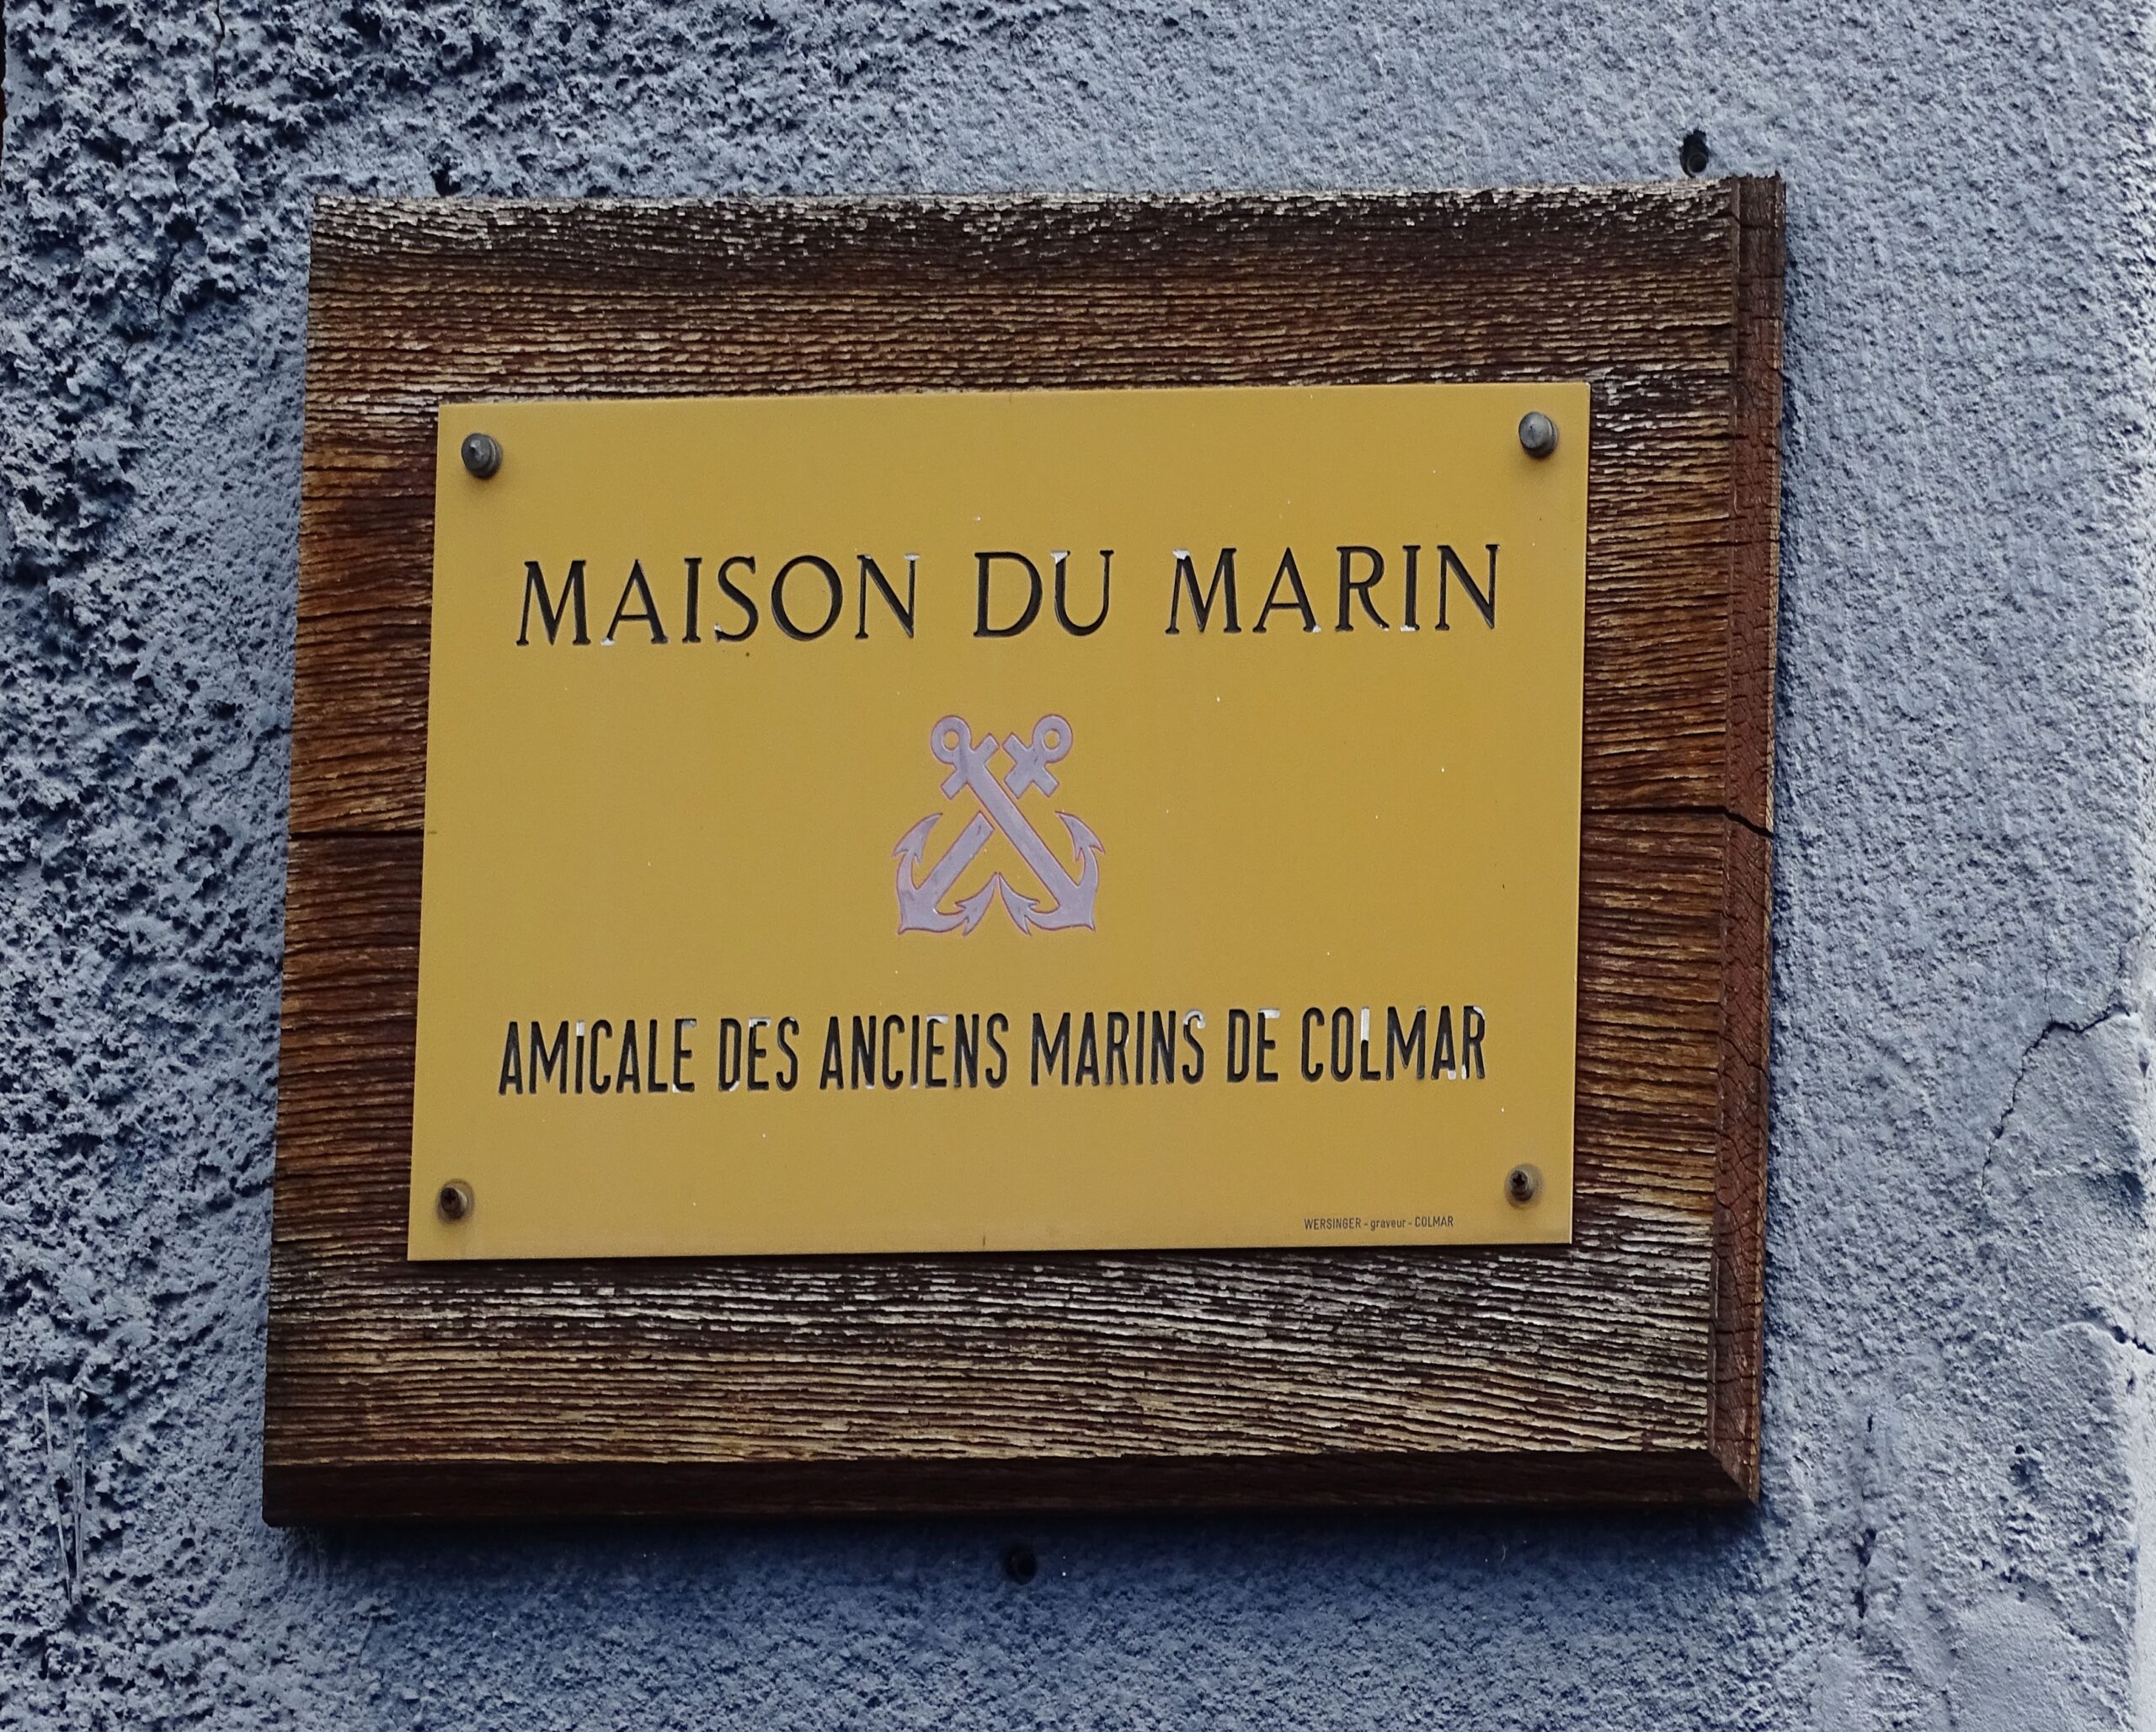 MAISON DU MARIN
AMICALE DES ANCIENS MARINS DE COLMAR
WERSINGER - graveur - COLMAR